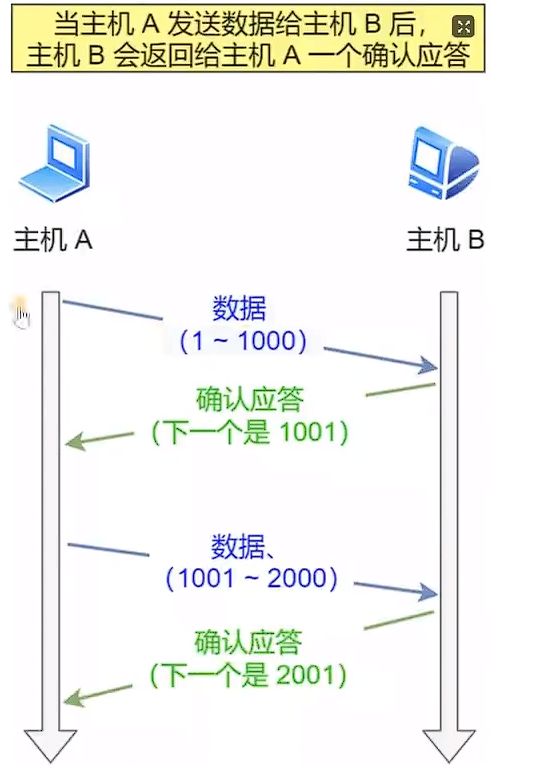 当主机 A 发送数据给主机 B 后，
主机 B 会返回给主机 A 一个确认应答
主机 A
主机 B
数据
（1 ~ 1000）
确认应答
（下一个是 1001）
数据、
（1001 ~ 2000）
确认应答
（下一个是 2001）